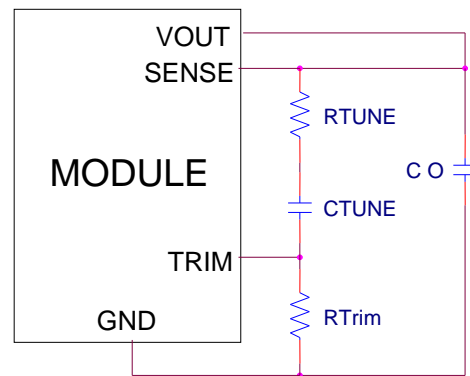 VOUT
SENSE
RTUNE
MODULE
C O
CTUNE
TRIM
RTrim
GND